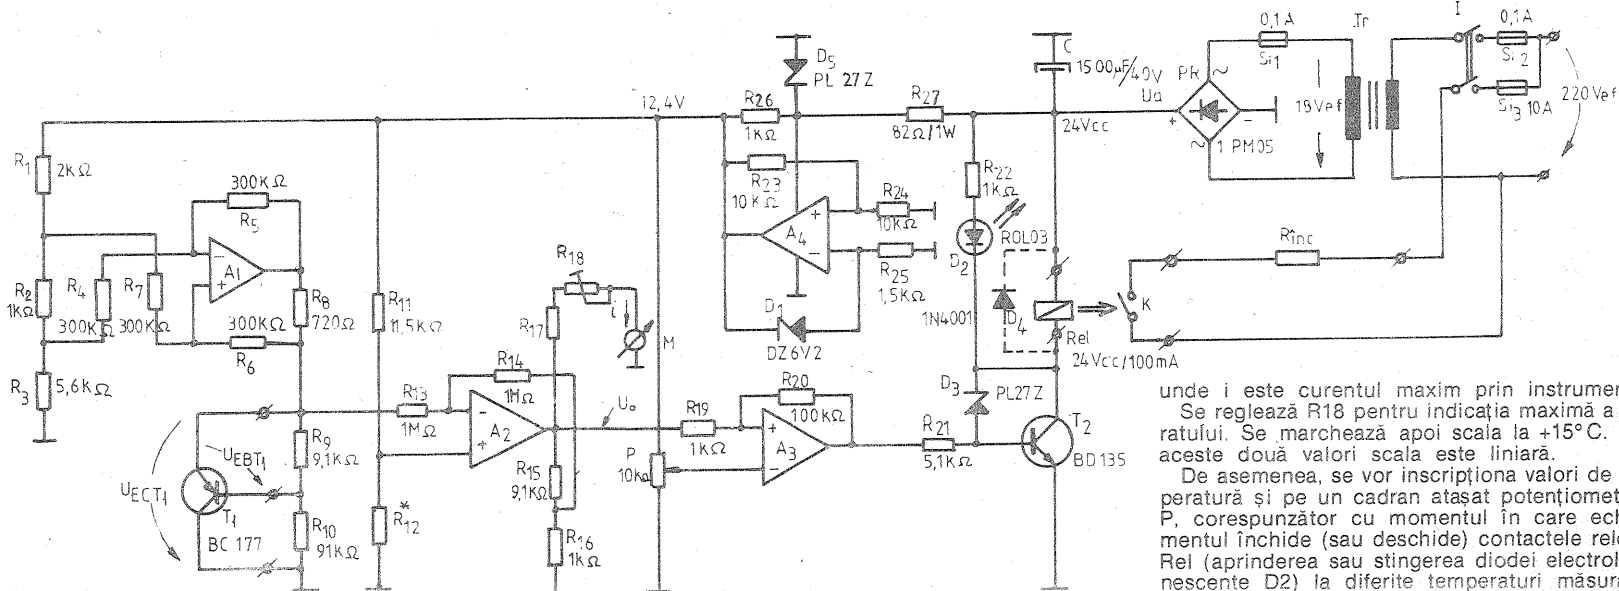 0,1A
Tr
I
0,1A
D5
PL 27Z
C
1500µF/40V
PR
Si1
Si2
Si3 10A
220Vef
18Vef
Ua
12,4V
R26
1KΩ
R27
82Ω/1W
24Vcc
1 PM05
R1
2KΩ
300KΩ
R5
R23
10KΩ
R24
10KΩ
R22
1KΩ
A4
R25
1,5KΩ
ROL03
D2
Rînc
R2
1KΩ
R4
300KΩ
R7
300KΩ
A1
300KΩ
R6
R8
720Ω
R11
11,5KΩ
R18
i
M
R17
D1
DZ6V2
1N4001
D4
Rel
24Vcc/100mA
K
R3
5,6KΩ
R13
1MΩ
R14
1MΩ
A2
Uo
R19
1KΩ
R20
100KΩ
D3
PL27Z
A3
R21
5,1KΩ
T2
BD135
P
10KΩ
UECT1
UEBT1
T1
BC 177
R9
9,1KΩ
R10
91KΩ
R12*
R15
9,1KΩ
R16
1KΩ
unde i este curentul maxim prin instrumen
Se reglează R18 pentru indicația maximă a
ratului. Se marchează apoi scala la +15°C.
aceste două valori scala este liniară.
De asemenea, se vor inscripționa valori de
peratură și pe un cadran atașat potențiomet
P, corespunzător cu momentul în care ech
mentul închide (sau deschide) contactele rel
Rel (aprinderea sau stingerea diodei electrol
nescente D2) la diferite temperaturi măsura